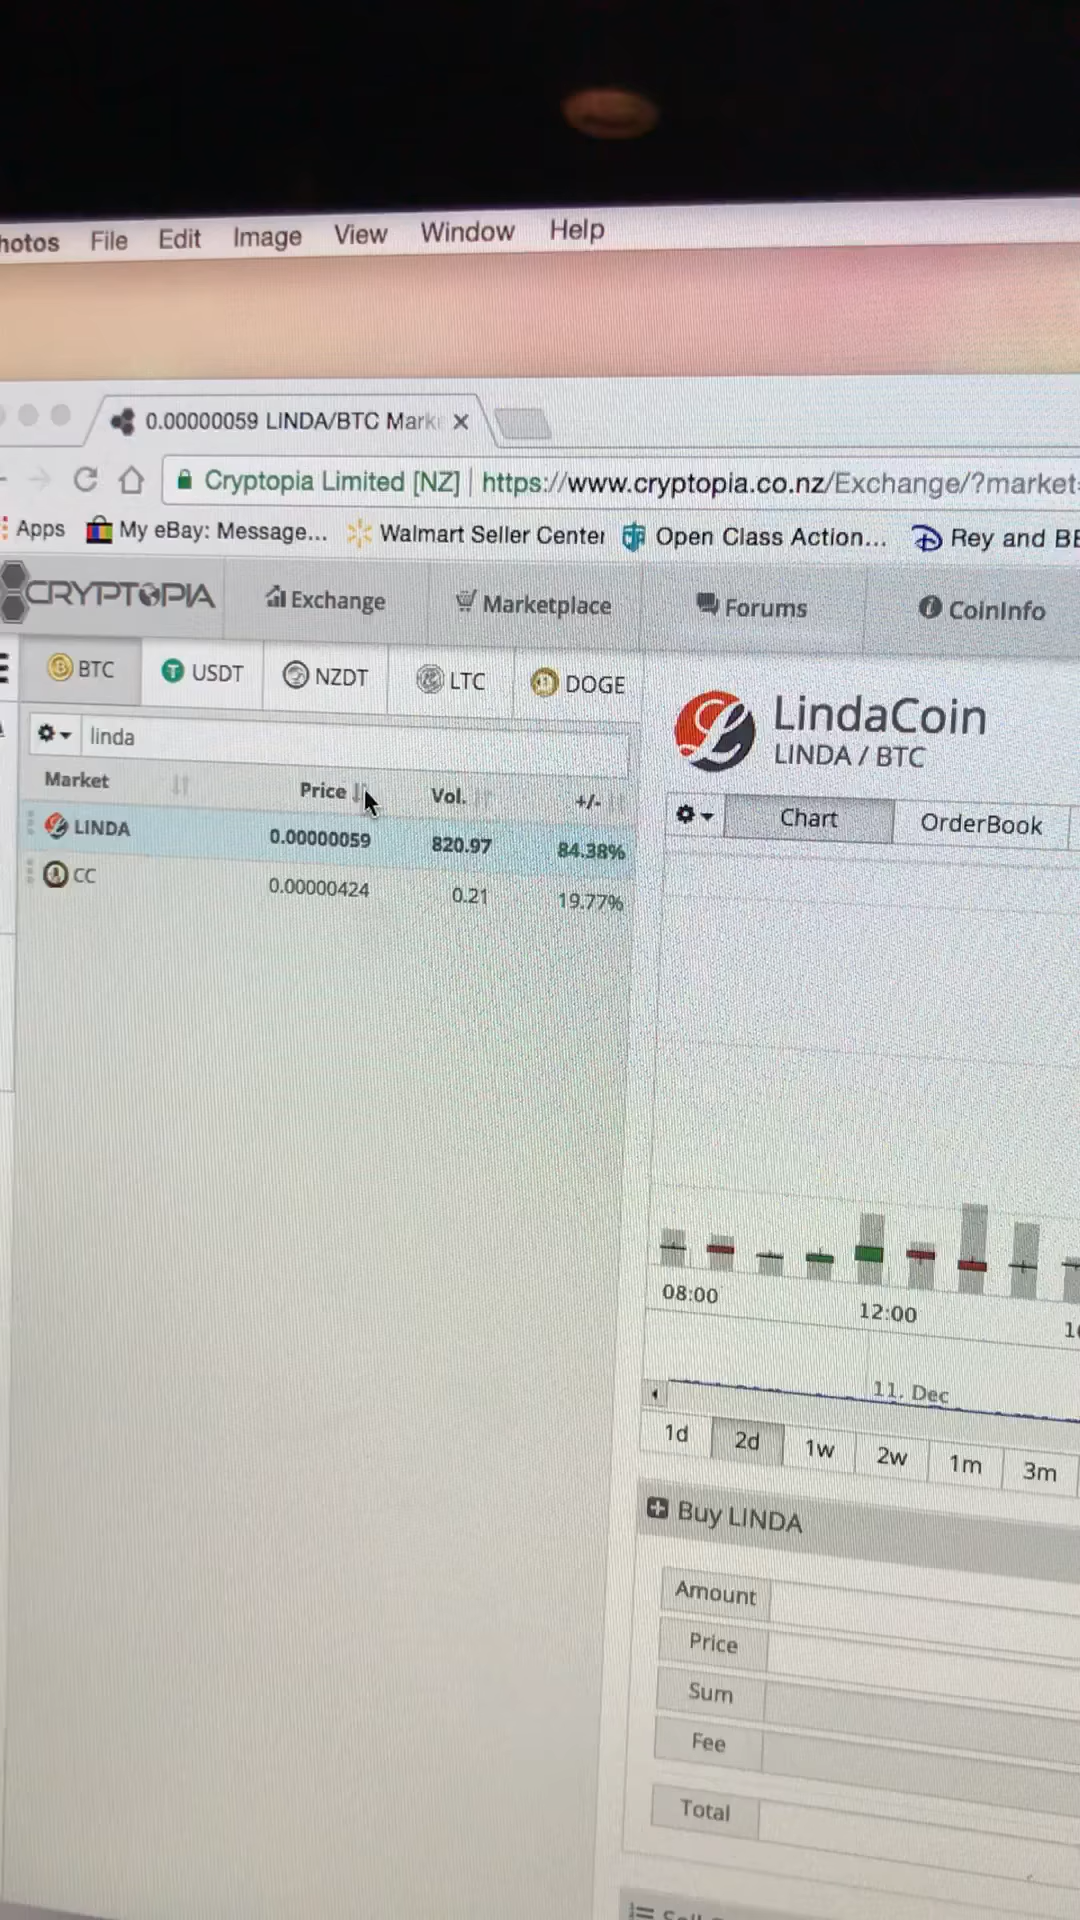 hotos File Edit Image View Window Help
0.00000059 LINDA/BTC Mark
Cryptopia Limited [NZ] | https://www.cryptopia.co.nz/Exchange/?market
Apps My eBay: Message... Walmart Seller Center Open Class Action... Rey and BB
CRYPTOPIA Exchange Marketplace Forums CoinInfo
BTC USDT NZDT LTC DOGE
linda
Market Price Vol. +/-
LINDA 0.00000059 820.97 84.38%
CC 0.00000424 0.21 19.77%
LindaCoin
LINDA / BTC
Chart OrderBook
08:00 12:00
11. Dec
1d 2d 1w 2w 1m 3m
Buy LINDA
Amount
Price
Sum
Fee
Total